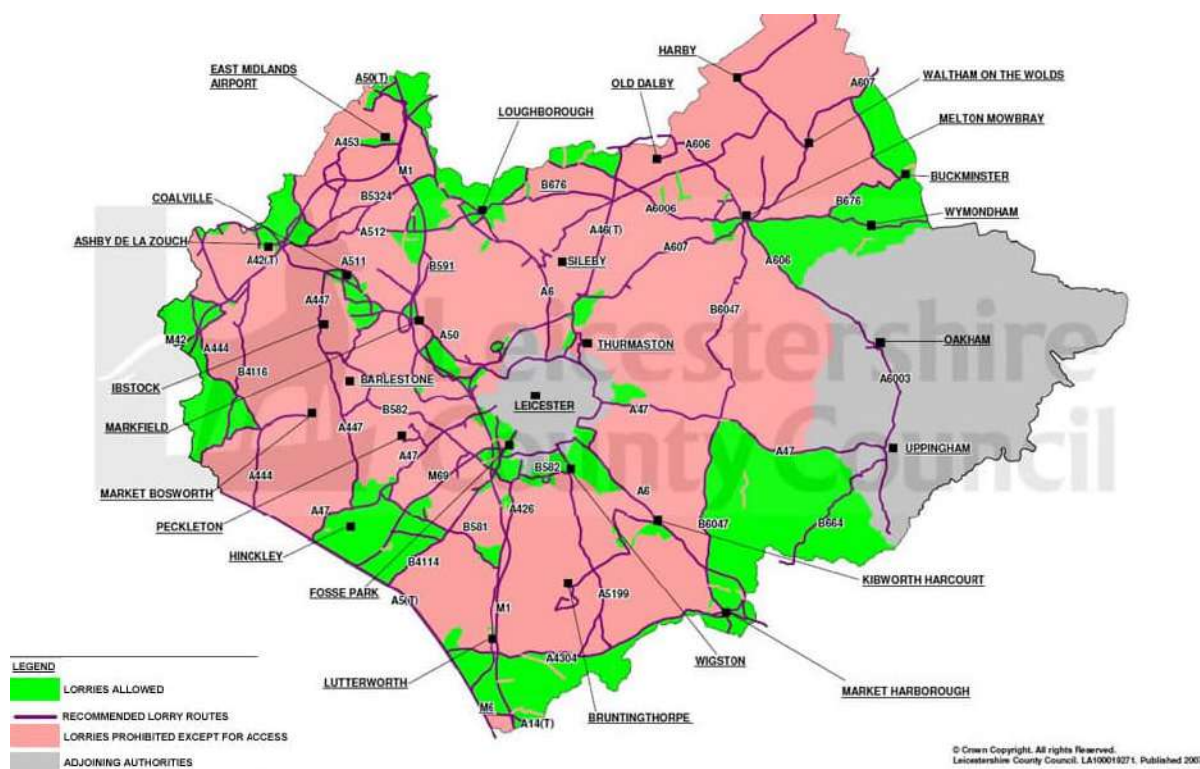 HARBY
EAST MIDLANDS
AIRPORT
A50(T)
OLD DALBY
A607
WALTHAM ON THE WOLDS
LOUGHBOROUGH
MELTON MOWBRAY
A453
A606
M1
B676
BUCKMINSTER
COALVILLE
B5324
A6006
B676
WYMONDHAM
A512
A46(T)
A607
ASHBY DE LA ZOUCH
A42(T)
A511
B591
SILEBY
A606
A447
A6
B6047
M42
A444
A50
THURMASTON
OAKHAM
Leicestershire
County Council
B4116
A6003
IBSTOCK
BARLESTONE
LEICESTER
A47
MARKFIELD
B582
A447
A47
UPPINGHAM
A444
A47
M69
B582
MARKET BOSWORTH
A6
A47
A426
B6047
B664
PECKLETON
B581
HINCKLEY
B4114
KIBWORTH HARCOURT
FOSSE PARK
A5(T)
M1
A5199
A4304
WIGSTON
LUTTERWORTH
MARKET HARBOROUGH
M6
A14(T)
BRUNTINGTHORPE
LEGEND
LORRIES ALLOWED
RECOMMENDED LORRY ROUTES
LORRIES PROHIBITED EXCEPT FOR ACCESS
ADJOINING AUTHORITIES
© Crown Copyright. All rights Reserved.
Leicestershire County Council. LA100019271. Published